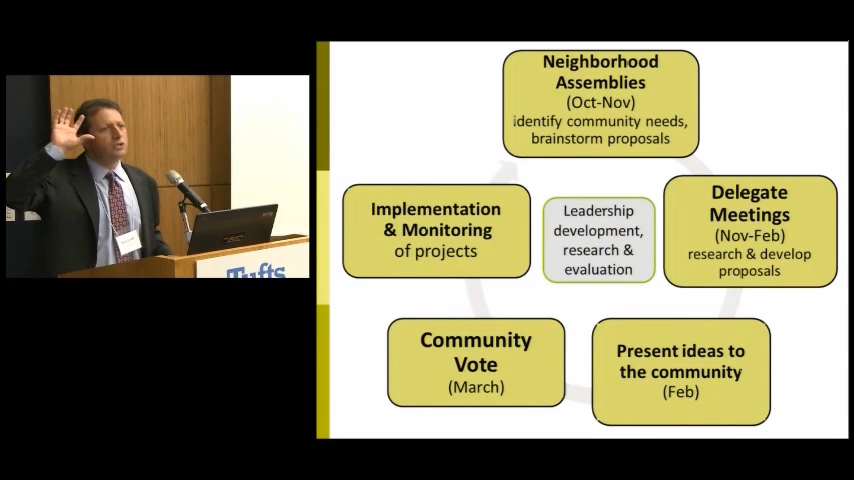 Neighborhood
Assemblies
(Oct-Nov)
identify community needs,
brainstorm proposals
Delegate
Meetings
(Nov-Feb)
research & develop
proposals
Present ideas to
the community
(Feb)
Community
Vote
(March)
Implementation
& Monitoring
of projects
Leadership
development,
research &
evaluation
Tufts